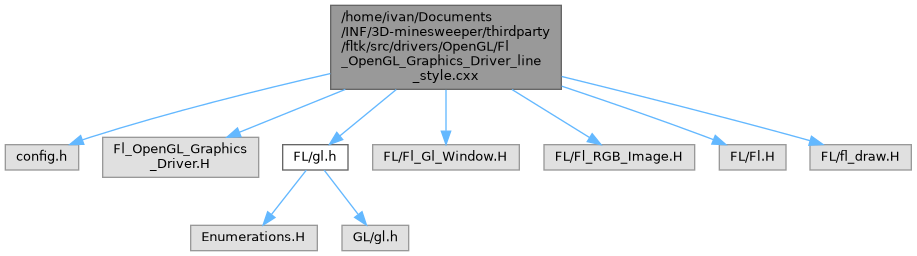 /home/ivan/Documents
/INF/3D-minesweeper/thirdparty
/fltk/src/drivers/OpenGL/Fl
_OpenGL_Graphics_Driver_line
_style.cxx
config.h
Fl_OpenGL_Graphics
_Driver.H
FL/gl.h
FL/Fl_Gl_Window.H
FL/Fl_RGB_Image.H
FL/Fl.H
FL/fl_draw.H
Enumerations.H
GL/gl.h